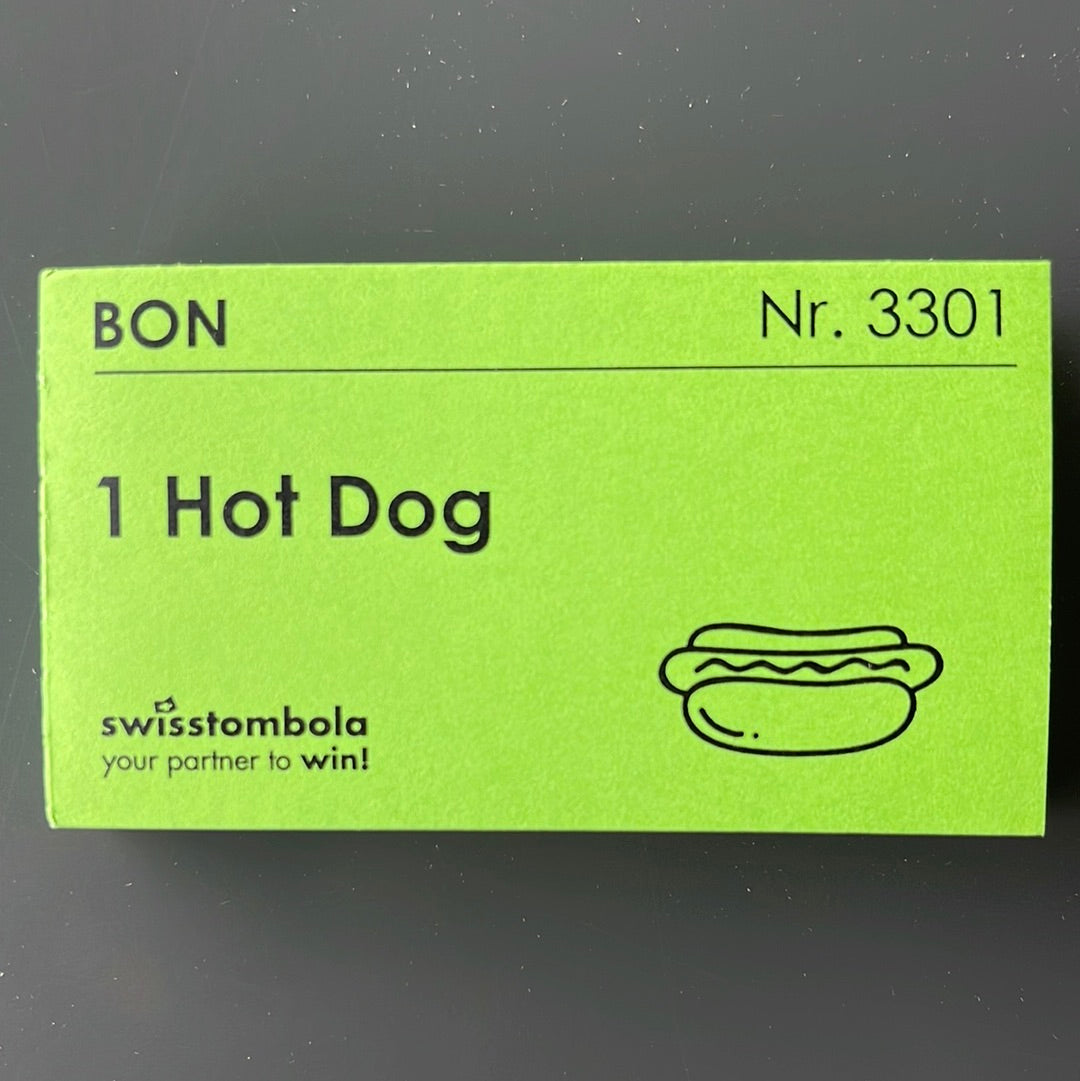 BON Nr. 3301
1 Hot Dog
swisstombola
your partner to win!